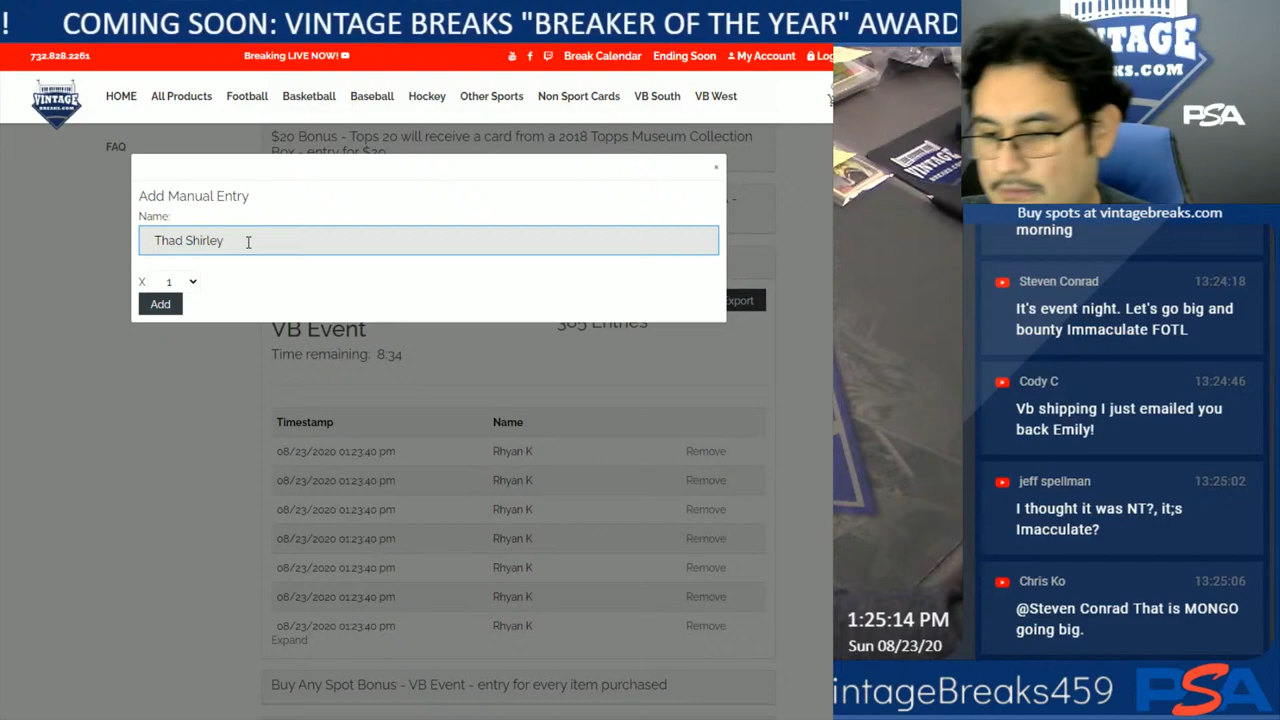 ! COMING SOON: VINTAGE BREAKS "BREAKER OF THE YEAR" AWARD
732.828.2261
Breaking LIVE NOW!
Break Calendar
Ending Soon
My Account
Log
VINTAGE
BREAKS.COM
HOME
All Products
Football
Basketball
Baseball
Hockey
Other Sports
Non Sport Cards
VB South
VB West
FAQ
$20 Bonus - Tops 20 will receive a card from a 2018 Topps Museum Collection
Box - entry for $20
×
Add Manual Entry
Name:
Thad Shirley
X 1
Add
Export
VB Event
305 Entries
Time remaining: 8:34
Timestamp Name
08/23/2020 01:23:40 pm Rhyan K Remove
08/23/2020 01:23:40 pm Rhyan K Remove
08/23/2020 01:23:40 pm Rhyan K Remove
08/23/2020 01:23:40 pm Rhyan K Remove
08/23/2020 01:23:40 pm Rhyan K Remove
08/23/2020 01:23:40 pm Rhyan K Remove
08/23/2020 01:23:40 pm Rhyan K Remove
Expand
Buy Any Spot Bonus - VB Event - entry for every item purchased
VINTAGE
KS.COM
PSA
Buy spots at vintagebreaks.com
morning
Steven Conrad 13:24:18
It's event night. Let's go big and
bounty Immaculate FOTL
Cody C 13:24:46
Vb shipping I just emailed you
back Emily!
jeff spellman 13:25:02
I thought it was NT?, it;s
Imacculate?
Chris Ko 13:25:06
@Steven Conrad That is MONGO
going big.
1:25:14 PM
Sun 08/23/20
intageBreaks459
PSA